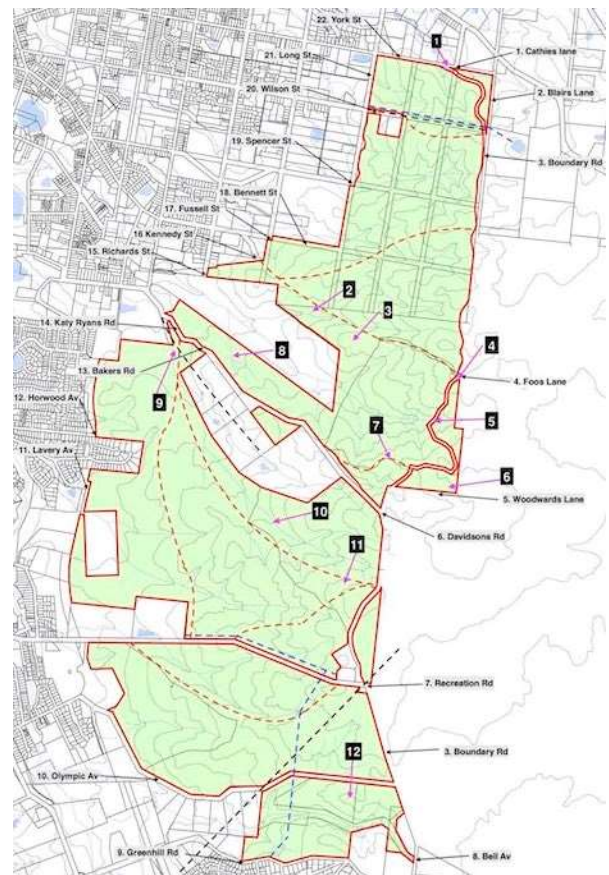 22. York St
1
1. Cathies lane
21. Long St
2. Blairs Lane
20. Wilson St
3. Boundary Rd
19. Spencer St
18. Bennett St
17. Fussell St
16 Kennedy St
15. Richards St
2
3
14. Katy Ryans Rd
8
4
13. Bakers Rd
9
4. Foos Lane
12. Horwood Av
5
11. Lavery Av
7
6
5. Woodwards Lane
10
6. Davidsons Rd
11
7. Recreation Rd
3. Boundary Rd
12
10. Olympic Av
9. Greenhill Rd
8. Bell Av